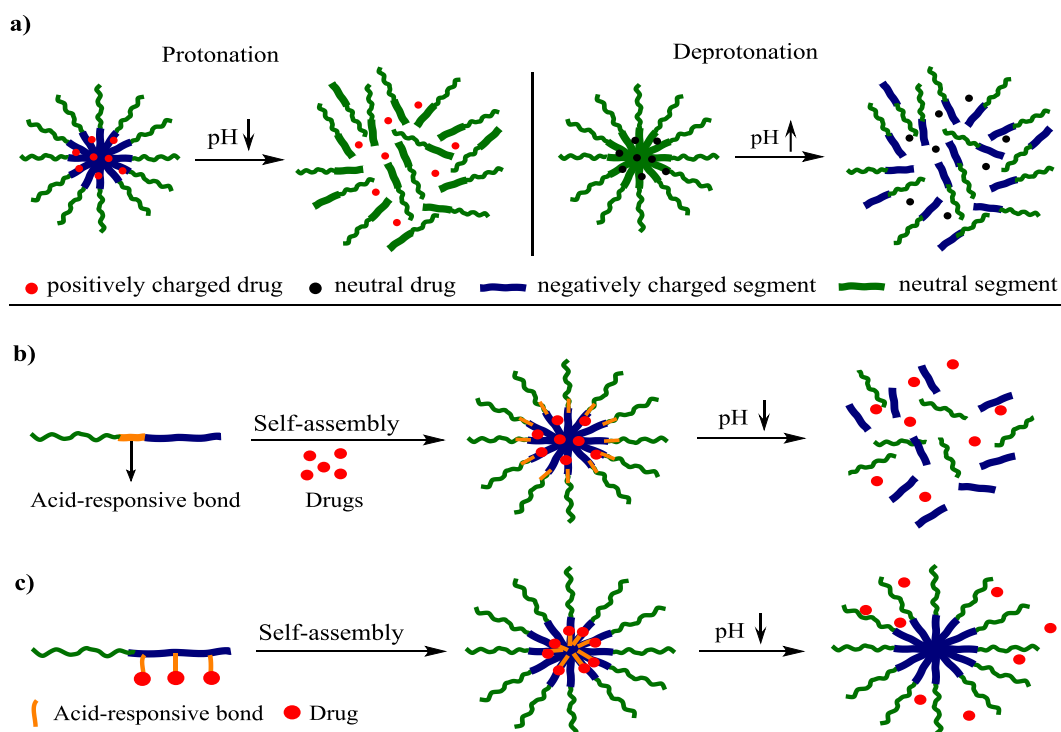 a)
Protonation
Deprotonation
pH
pH
positively charged drug
neutral drug
negatively charged segment
neutral segment
b)
Self-assembly
pH
Acid-responsive bond
Drugs
c)
Self-assembly
pH
Acid-responsive bond
Drug